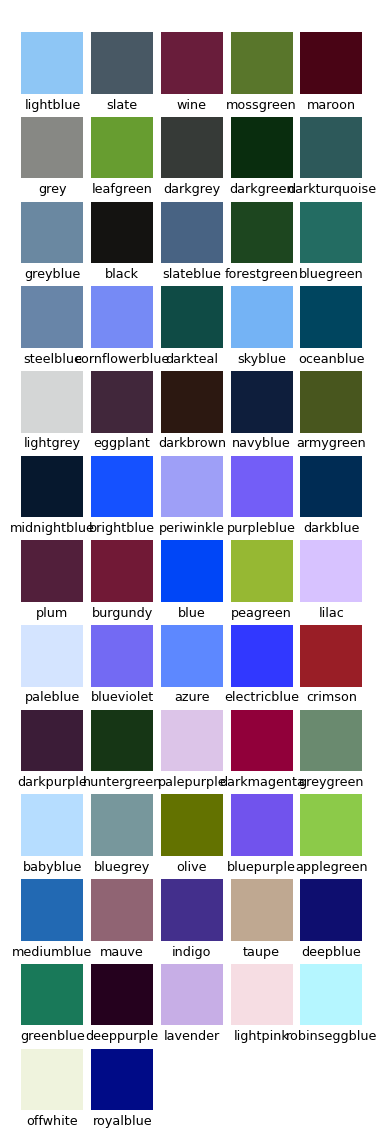 lightblue slate wine mossgreen maroon
grey leafgreen darkgrey darkgreen darkturquoise
greyblue black slateblue forestgreen bluegreen
steelblue cornflowerblue darkteal skyblue oceanblue
lightgrey eggplant darkbrown navyblue armygreen
midnightblue brightblue periwinkle purpleblue darkblue
plum burgundy blue peagreen lilac
paleblue blueviolet azure electricblue crimson
darkpurple huntergreen palepurple darkmagenta greygreen
babyblue bluegrey olive bluepurple applegreen
mediumblue mauve indigo taupe deepblue
greenblue deeppurple lavender lightpink robinseggblue
offwhite royalblue